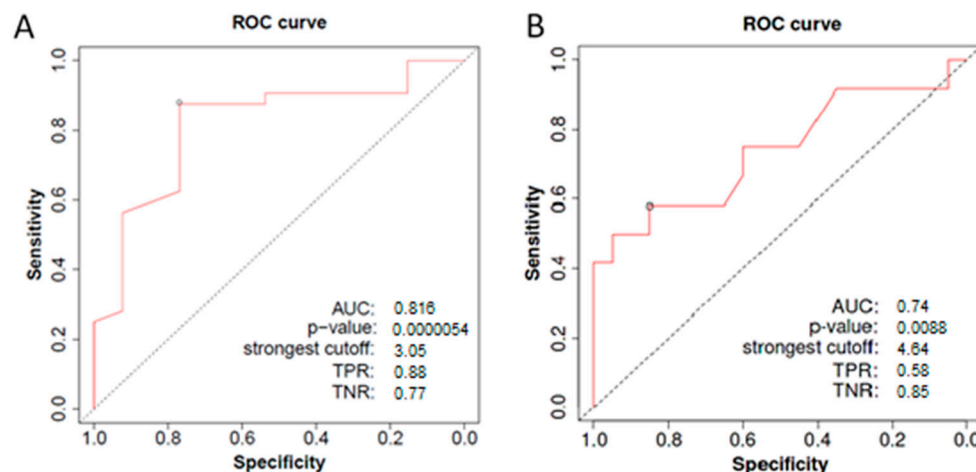 A
ROC curve
Sensitivity
1.0
0.8
0.6
0.4
0.2
0.0
AUC: 0.816
p-value: 0.0000054
strongest cutoff: 3.05
TPR: 0.88
TNR: 0.77
1.0 0.8 0.6 0.4 0.2 0.0
Specificity
B
ROC curve
Sensitivity
1.0
0.8
0.6
0.4
0.2
0.0
AUC: 0.74
p-value: 0.0088
strongest cutoff: 4.64
TPR: 0.58
TNR: 0.85
1.0 0.8 0.6 0.4 0.2 0.0
Specificity